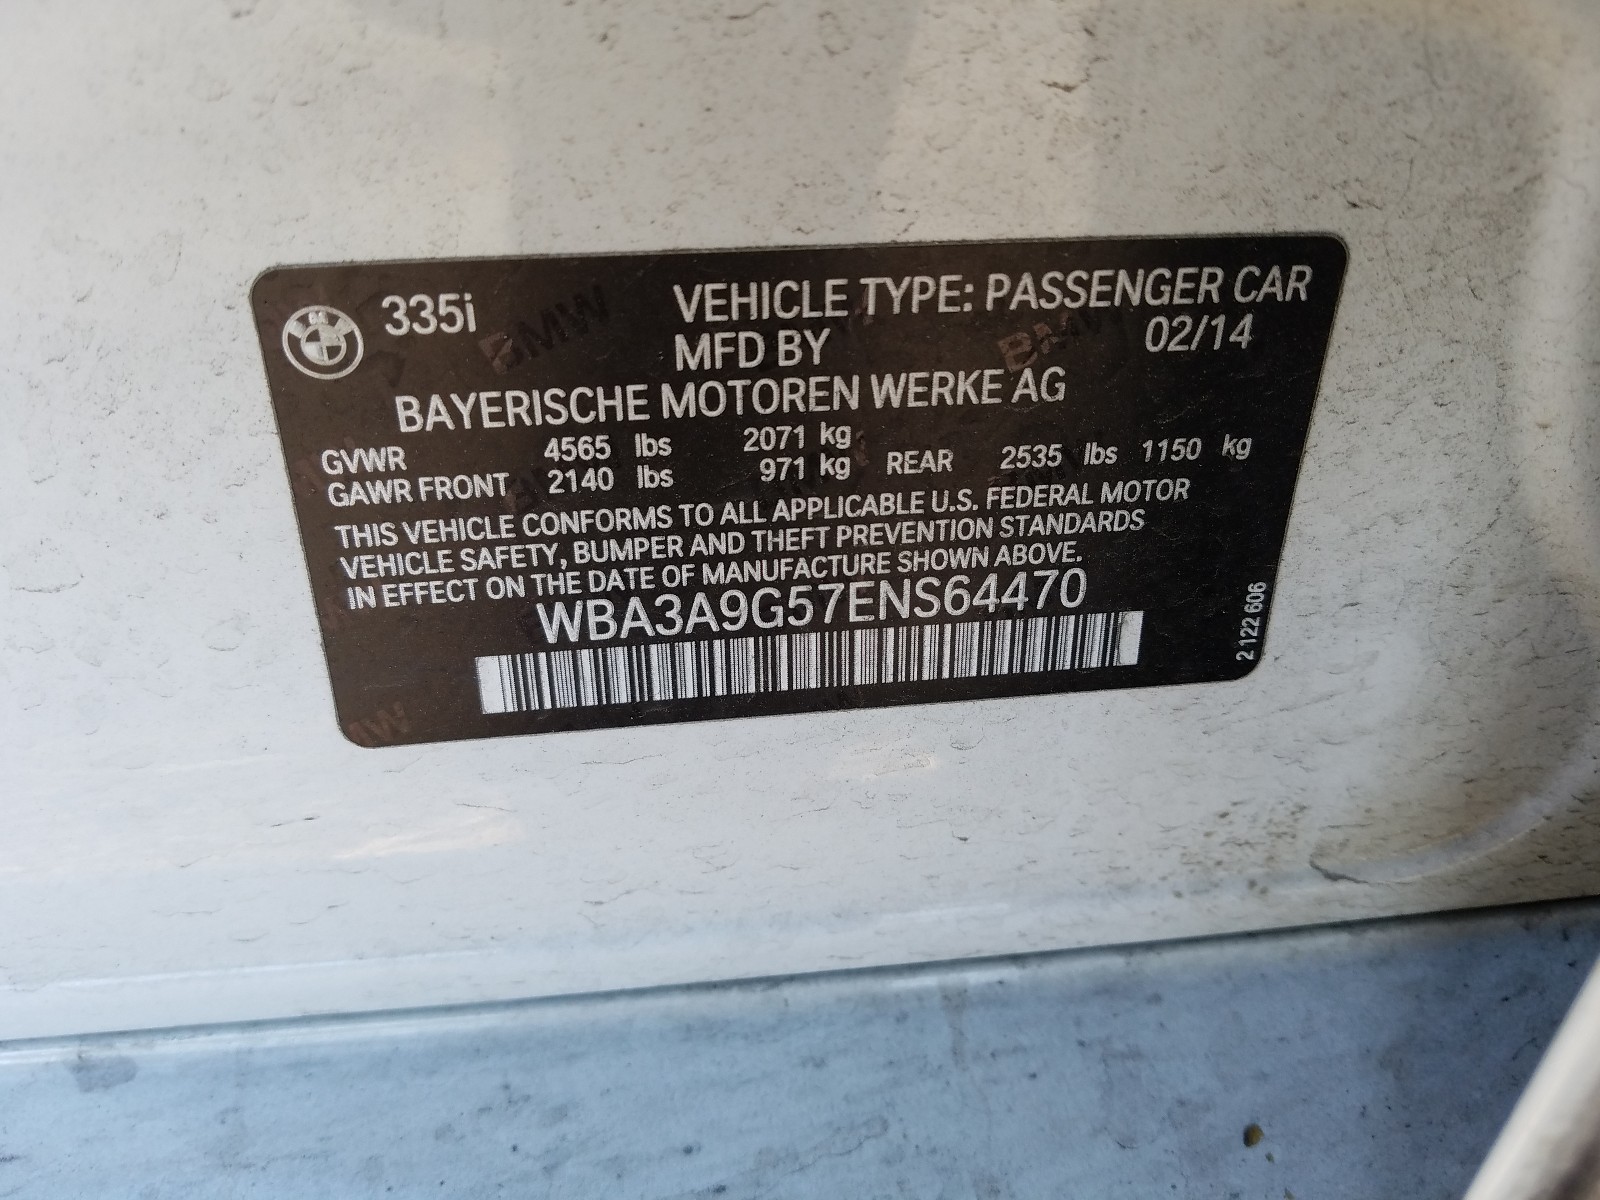 335i VEHICLE TYPE: PASSENGER CAR
MFD BY 02/14
BAYERISCHE MOTOREN WERKE AG
GVWR 4565 lbs 2071 kg
GAWR FRONT 2140 lbs 971 kg REAR 2535 lbs 1150 kg
THIS VEHICLE CONFORMS TO ALL APPLICABLE U.S. FEDERAL MOTOR
VEHICLE SAFETY, BUMPER AND THEFT PREVENTION STANDARDS
IN EFFECT ON THE DATE OF MANUFACTURE SHOWN ABOVE.
WBA3A9G57ENS64470
2 122 606
BMW
BMW
BMW